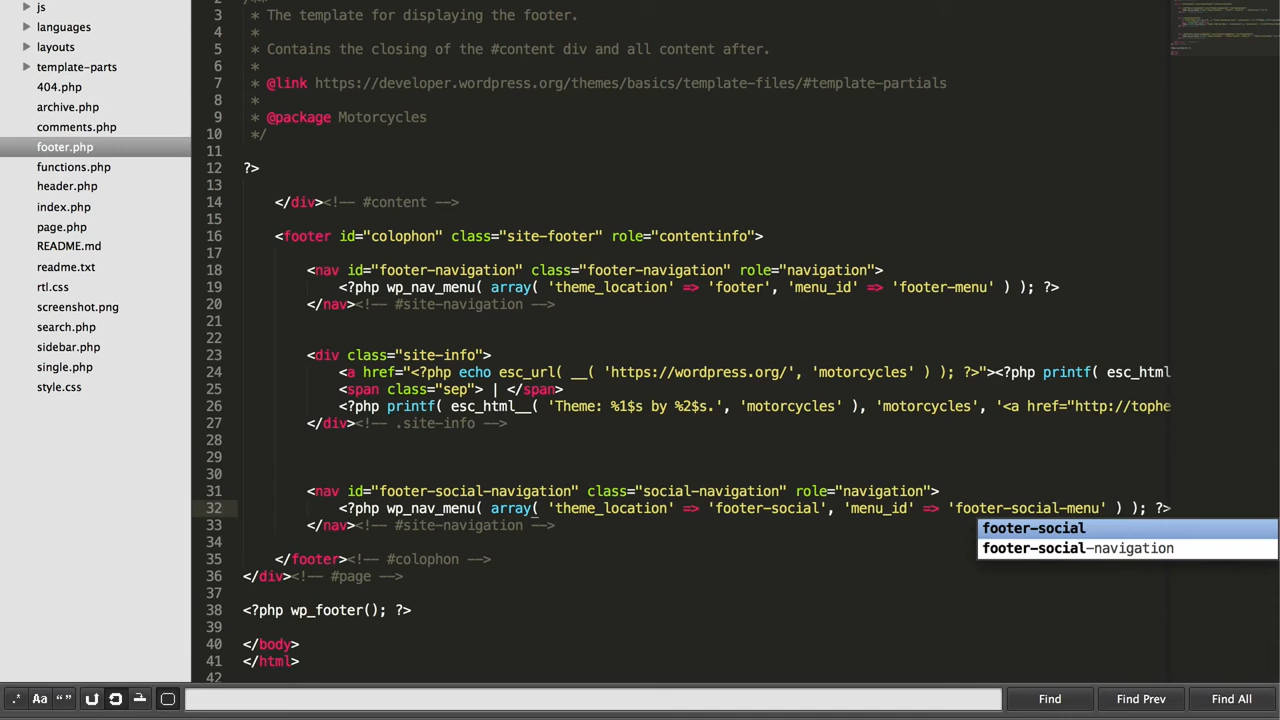 js
languages
layouts
template-parts
404.php
archive.php
comments.php
footer.php
functions.php
header.php
index.php
page.php
README.md
readme.txt
rtl.css
screenshot.png
search.php
sidebar.php
single.php
style.css
3 * The template for displaying the footer.
4 *
5 * Contains the closing of the #content div and all content after.
6 *
7 * @link https://developer.wordpress.org/themes/basics/template-files/#template-partials
8 *
9 * @package Motorcycles
10 */
11
12 ?>
13
14 </div><!-- #content -->
15
16 <footer id="colophon" class="site-footer" role="contentinfo">
17
18 <nav id="footer-navigation" class="footer-navigation" role="navigation">
19 <?php wp_nav_menu( array( 'theme_location' => 'footer', 'menu_id' => 'footer-menu' ) ); ?>
20 </nav><!-- #site-navigation -->
21
22
23 <div class="site-info">
24 <a href="<?php echo esc_url( __( 'https://wordpress.org/', 'motorcycles' ) ); ?>"><?php printf( esc_html
25 <span class="sep"> | </span>
26 <?php printf( esc_html__( 'Theme: %1$s by %2$s.', 'motorcycles' ), 'motorcycles', '<a href="http://tophe
27 </div><!-- .site-info -->
28
29
30
31 <nav id="footer-social-navigation" class="social-navigation" role="navigation">
32 <?php wp_nav_menu( array( 'theme_location' => 'footer-social', 'menu_id' => 'footer-social-menu' ) ); ?>
33 </nav><!-- #site-navigation -->
footer-social
footer-social-navigation
34
35 </footer><!-- #colophon -->
36 </div><!-- #page -->
37
38 <?php wp_footer(); ?>
39
40 </body>
41 </html>
42
.* Aa “” Find Find Prev Find All